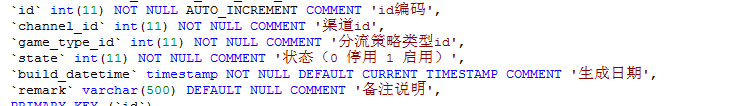 `id` int(11) NOT NULL AUTO_INCREMENT COMMENT 'id编码',
`channel_id` int(11) NOT NULL COMMENT '渠道id',
`game_type_id` int(11) NOT NULL COMMENT '分流策略类型id',
`state` int(11) NOT NULL COMMENT '状态（0 停用 1 启用）',
`build_datetime` timestamp NOT NULL DEFAULT CURRENT_TIMESTAMP COMMENT '生成日期',
`remark` varchar(500) DEFAULT NULL COMMENT '备注说明',
PRIMARY KEY (`id`)